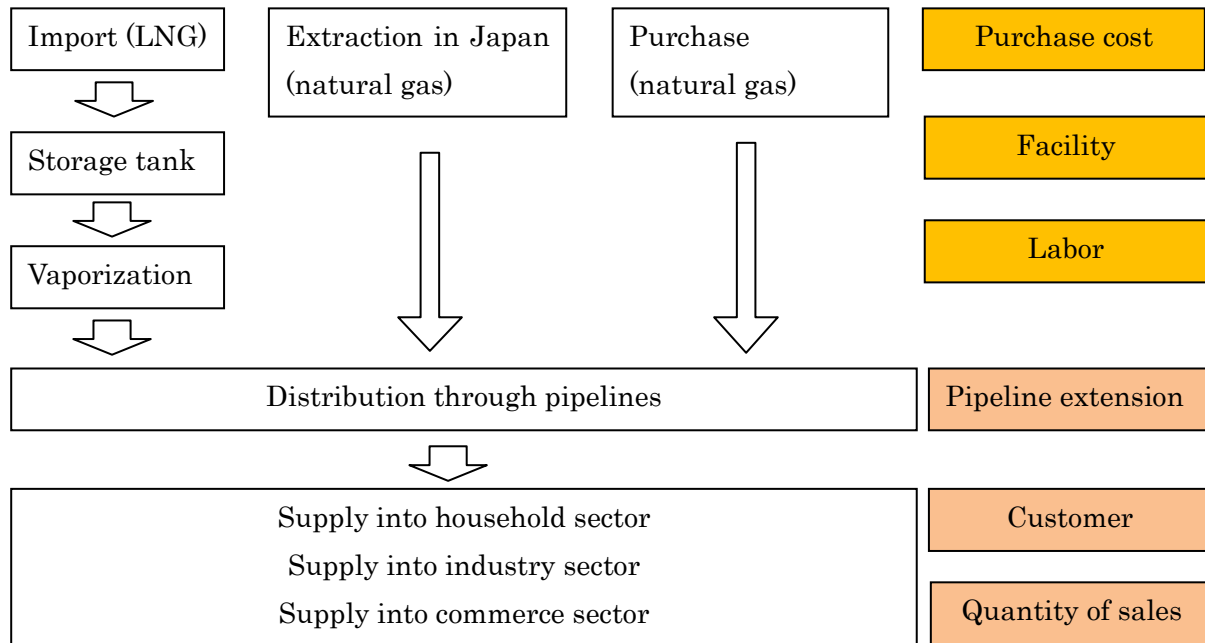 Import (LNG)
Extraction in Japan
(natural gas)
Purchase
(natural gas)
Purchase cost
Storage tank
Facility
Vaporization
Labor
Distribution through pipelines
Pipeline extension
Supply into household sector
Supply into industry sector
Supply into commerce sector
Customer
Quantity of sales